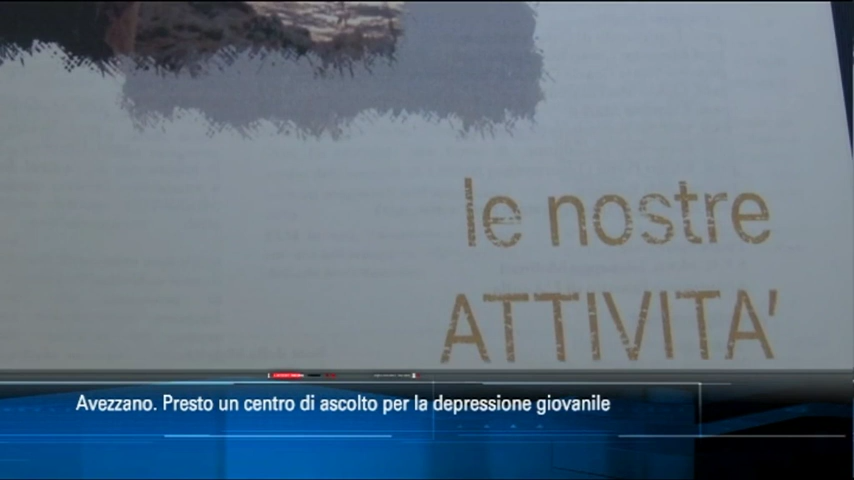 le nostre
ATTIVITA'
Avezzano. Presto un centro di ascolto per la depressione giovanile